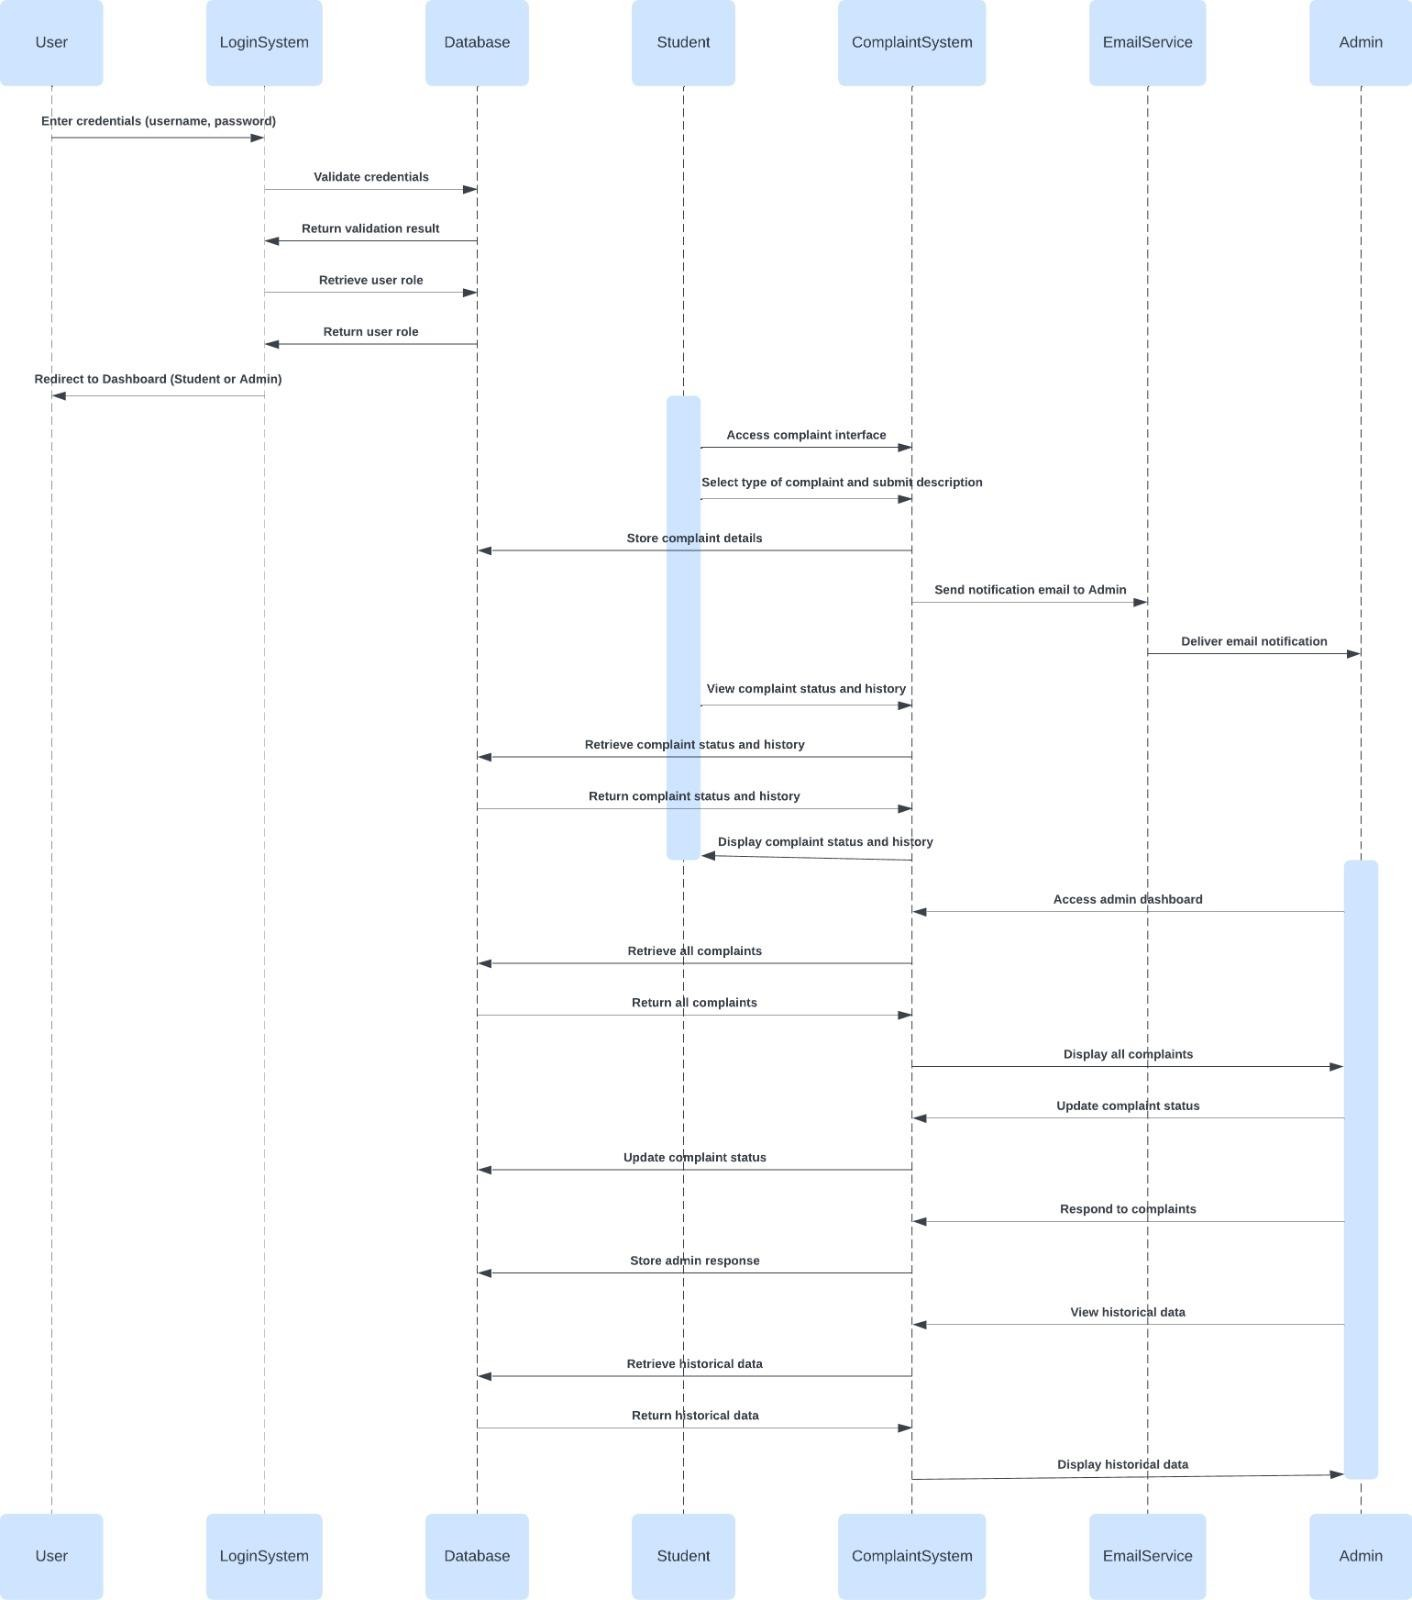 User
LoginSystem
Database
Student
ComplaintSystem
EmailService
Admin
Enter credentials (username, password)
Validate credentials
Return validation result
Retrieve user role
Return user role
Redirect to Dashboard (Student or Admin)
Access complaint interface
Select type of complaint and submit description
Store complaint details
Send notification email to Admin
Deliver email notification
View complaint status and history
Retrieve complaint status and history
Return complaint status and history
Display complaint status and history
Access admin dashboard
Retrieve all complaints
Return all complaints
Display all complaints
Update complaint status
Update complaint status
Respond to complaints
Store admin response
View historical data
Retrieve historical data
Return historical data
Display historical data
User
LoginSystem
Database
Student
ComplaintSystem
EmailService
Admin